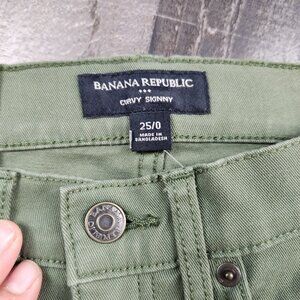 BANANA REPUBLIC
CURVY SKINNY
25/0
MADE IN
BANGLADESH